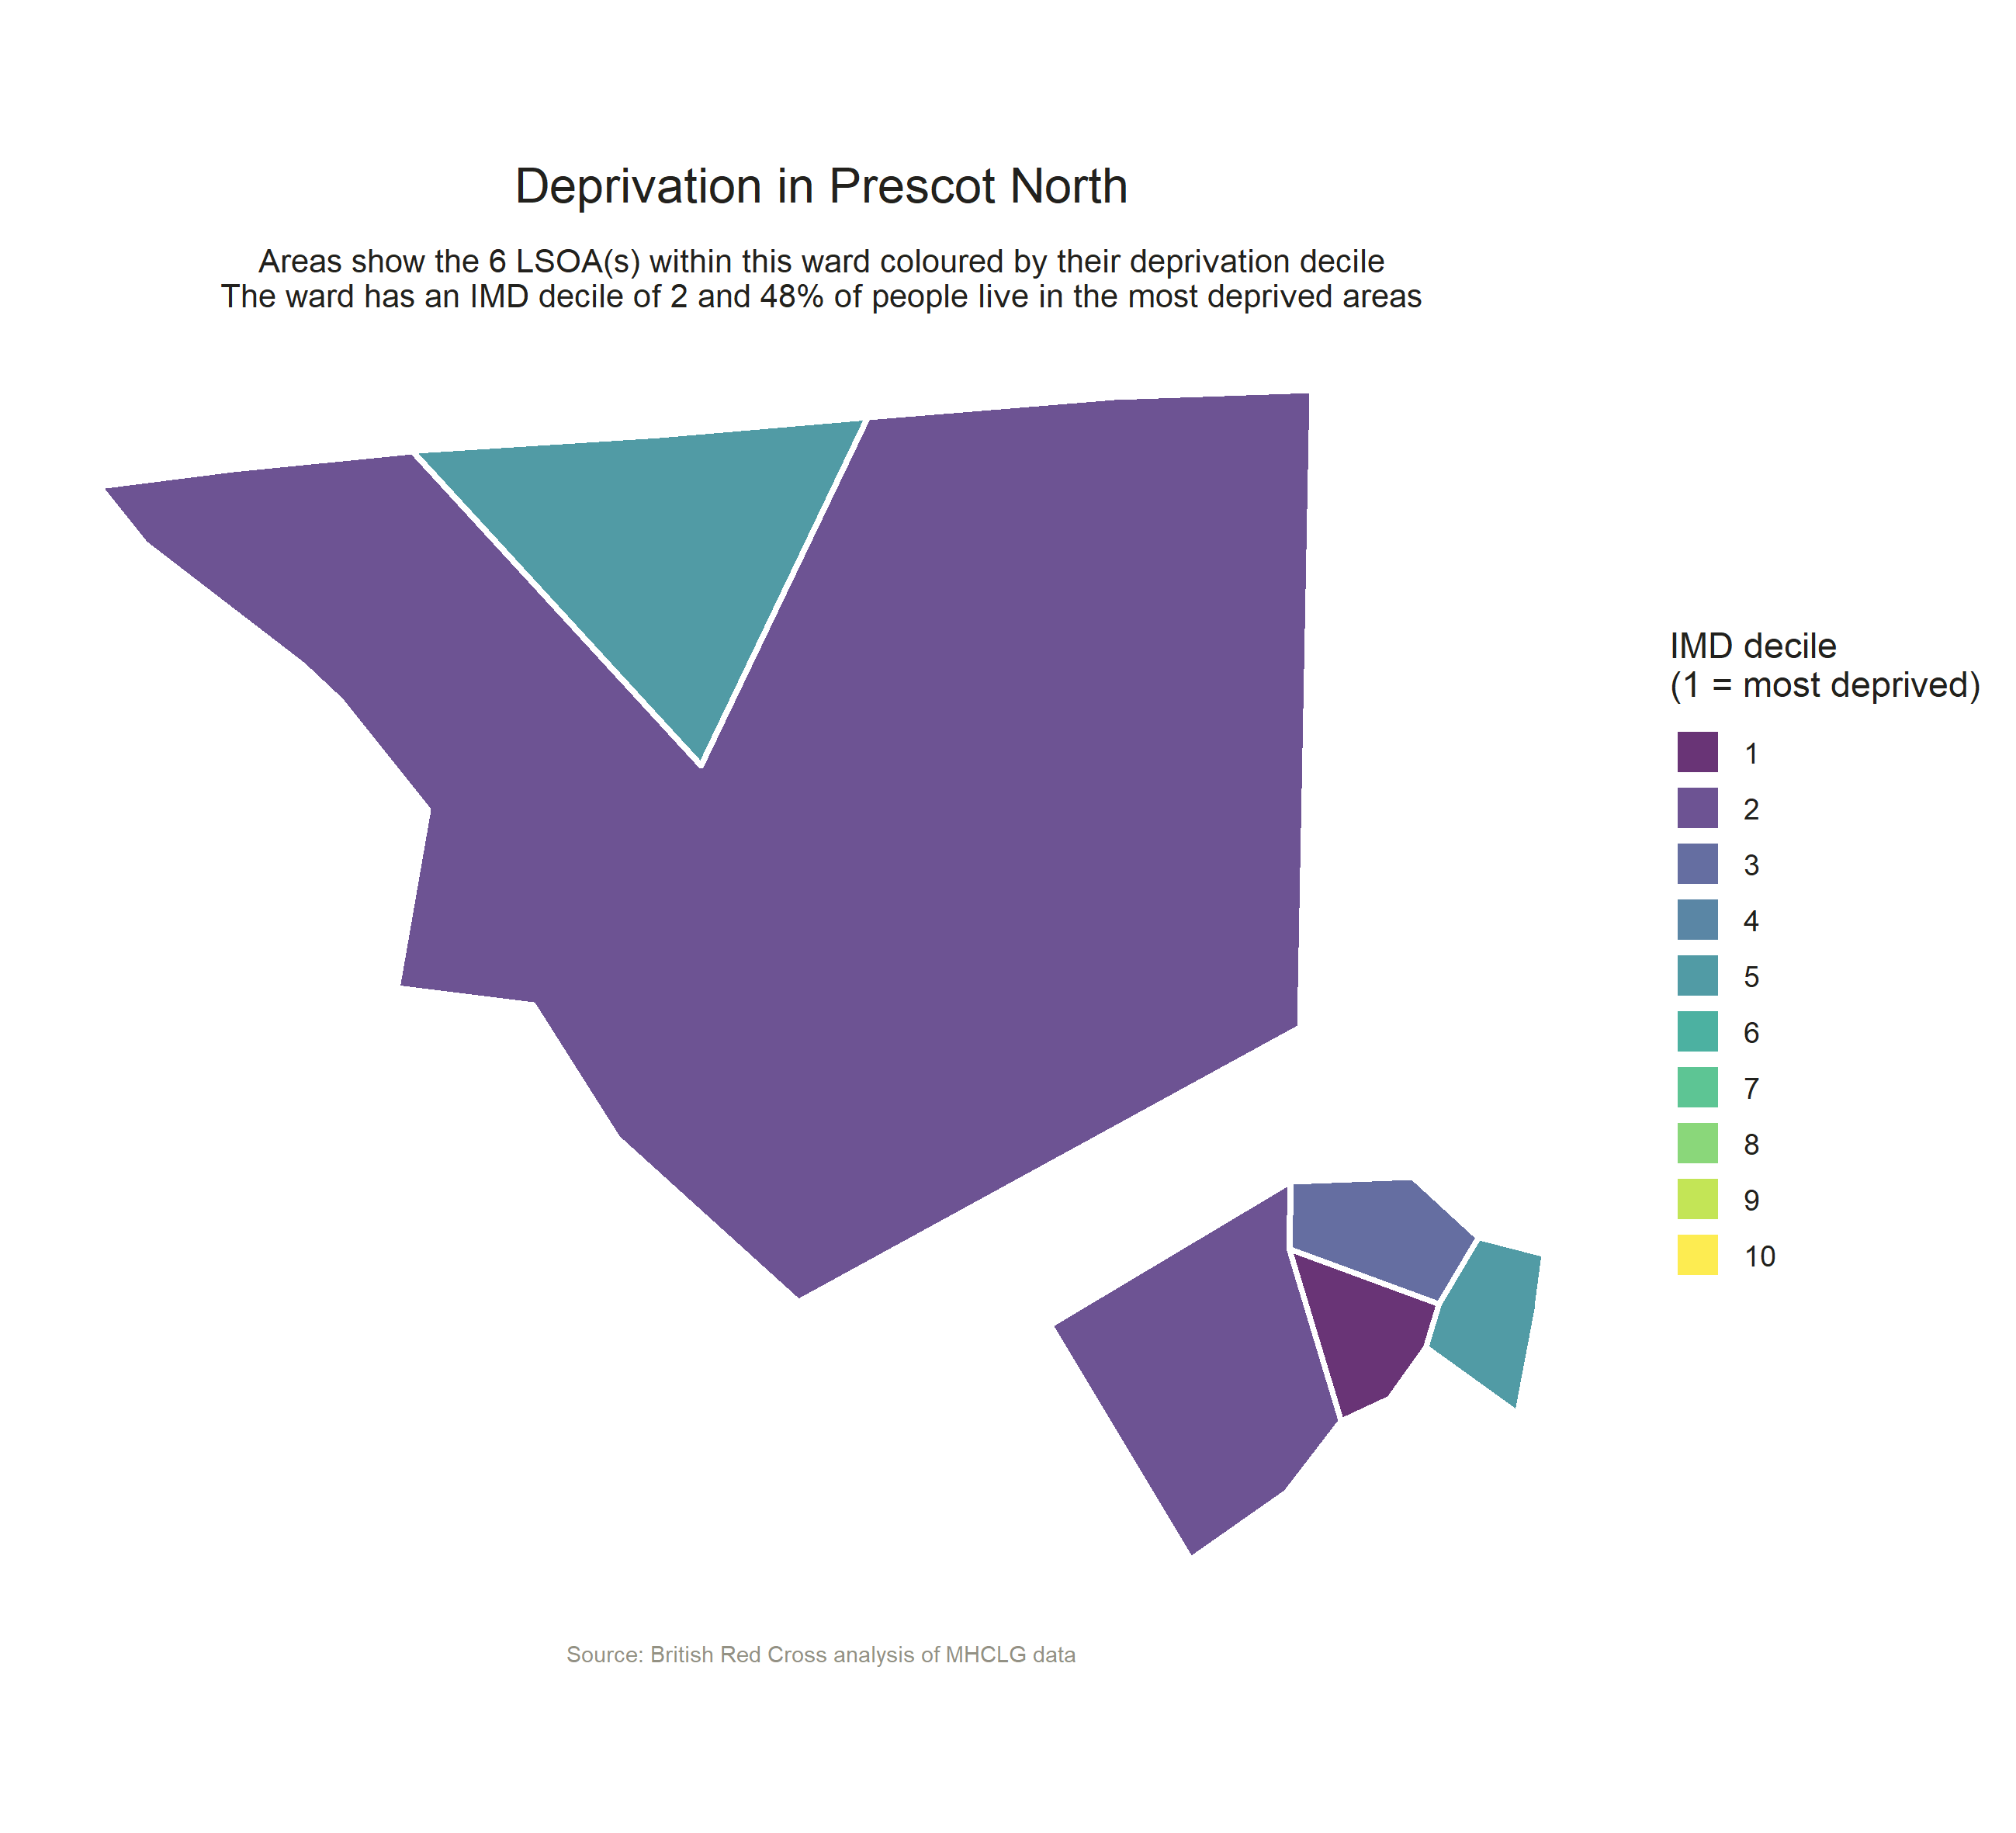 Deprivation in Prescot North
Areas show the 6 LSOA(s) within this ward coloured by their deprivation decile
The ward has an IMD decile of 2 and 48% of people live in the most deprived areas
IMD decile
(1 = most deprived)
1
2
3
4
5
6
7
8
9
10
Source: British Red Cross analysis of MHCLG data